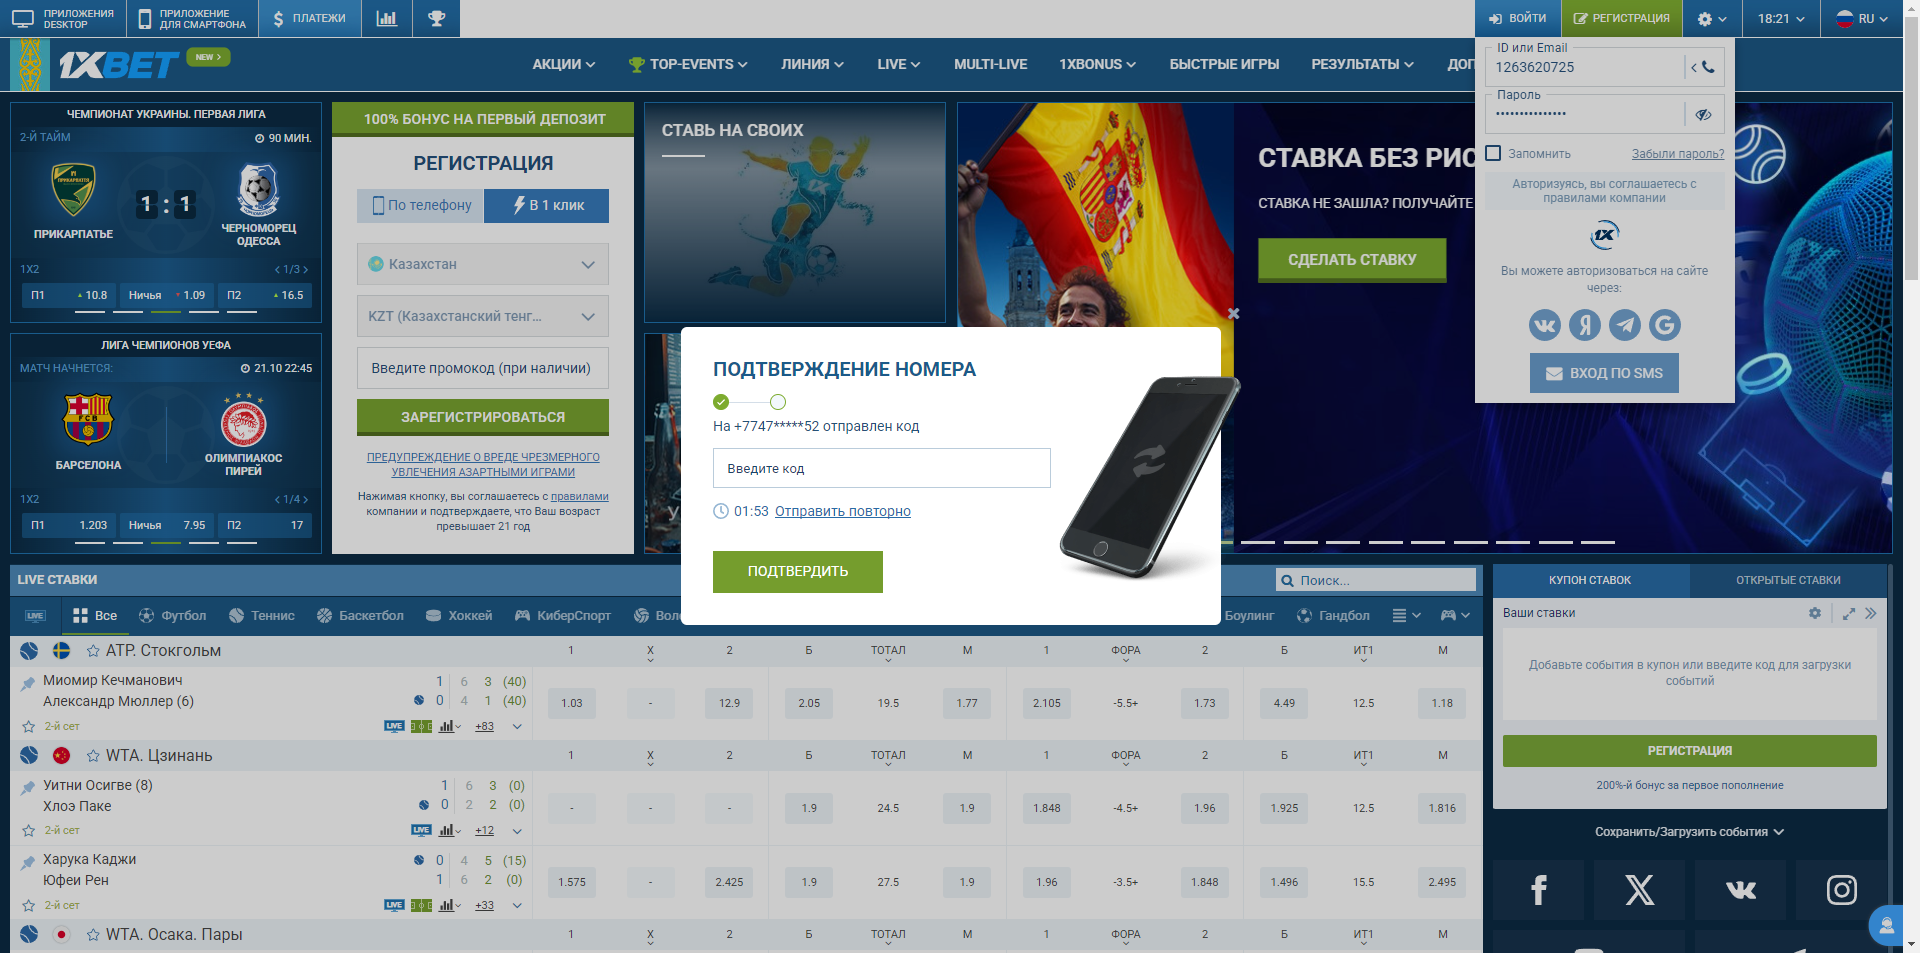 ПРИЛОЖЕНИЯ DESKTOP
ПРИЛОЖЕНИЕ ДЛЯ СМАРТФОНА
ПЛАТЕЖИ
ВОЙТИ
РЕГИСТРАЦИЯ
18:21
RU
1XBET
NEW
АКЦИИ
TOP-EVENTS
ЛИНИЯ
LIVE
MULTI-LIVE
1XBONUS
БЫСТРЫЕ ИГРЫ
РЕЗУЛЬТАТЫ
ID или Email
1263620725
Пароль
•••••••••••••••
Запомнить
Забыли пароль?
Авторизуясь, вы соглашаетесь с
правилами компании
1X
Вы можете авторизоваться на сайте
через:
ВХОД ПО SMS
ЧЕМПИОНАТ УКРАИНЫ. ПЕРВАЯ ЛИГА
2-Й ТАЙМ
90 МИН.
1 : 1
ПРИКАРПАТЬЕ
ЧЕРНОМОРЕЦ
ОДЕССА
1X2
1/3
П1 10.8
Ничья 1.09
П2 16.5
ЛИГА ЧЕМПИОНОВ УЕФА
МАТЧ НАЧНЕТСЯ:
21.10 22:45
БАРСЕЛОНА
ОЛИМПИАКОС
ПИРЕЙ
1X2
1/4
П1 1.203
Ничья 7.95
П2 17
100% БОНУС НА ПЕРВЫЙ ДЕПОЗИТ
РЕГИСТРАЦИЯ
По телефону
В 1 клик
Казахстан
KZT (Казахстанский тенг...
Введите промокод (при наличии)
ЗАРЕГИСТРИРОВАТЬСЯ
ПРЕДУПРЕЖДЕНИЕ О ВРЕДЕ ЧРЕЗМЕРНОГО
УВЛЕЧЕНИЯ АЗАРТНЫМИ ИГРАМИ
Нажимая кнопку, вы соглашаетесь с правилами
компании и подтверждаете, что Ваш возраст
превышает 21 год
СТАВЬ НА СВОИХ
СТАВКА БЕЗ РИС
СТАВКА НЕ ЗАШЛА? ПОЛУЧАЙТЕ
СДЕЛАТЬ СТАВКУ
ПОДТВЕРЖДЕНИЕ НОМЕРА
На +7747*****52 отправлен код
Введите код
01:53 Отправить повторно
ПОДТВЕРДИТЬ
LIVE СТАВКИ
Поиск...
LIVE
Все
Футбол
Теннис
Баскетбол
Хоккей
КиберСпорт
Боулинг
Гандбол
ATP. Стокгольм
1 X 2 Б ТОТАЛ М 1 ФОРА 2 Б ИТ1 М
Миомир Кечманович 1 6 3 (40)
Александр Мюллер (6) 0 4 1 (40)
1.03 - 12.9 2.05 19.5 1.77 2.105 -5.5+ 1.73 4.49 12.5 1.18
2-й сет
LIVE
+83
WTA. Цзинань
1 X 2 Б ТОТАЛ М 1 ФОРА 2 Б ИТ1 М
Уитни Осигве (8) 1 6 3 (0)
Хлоэ Паке 0 2 2 (0)
- - - 1.9 24.5 1.9 1.848 -4.5+ 1.96 1.925 12.5 1.816
2-й сет
LIVE
+12
Харука Каджи 0 4 5 (15)
Юфеи Рен 1 6 2 (0)
1.575 - 2.425 1.9 27.5 1.9 1.96 -3.5+ 1.848 1.496 15.5 2.495
2-й сет
LIVE
+33
WTA. Осака. Пары
1 X 2 Б ТОТАЛ М 1 ФОРА 2 Б ИТ1 М
КУПОН СТАВОК
ОТКРЫТЫЕ СТАВКИ
Ваши ставки
Добавьте события в купон или введите код для загрузки
событий
РЕГИСТРАЦИЯ
200%-й бонус за первое пополнение
Сохранить/Загрузить события